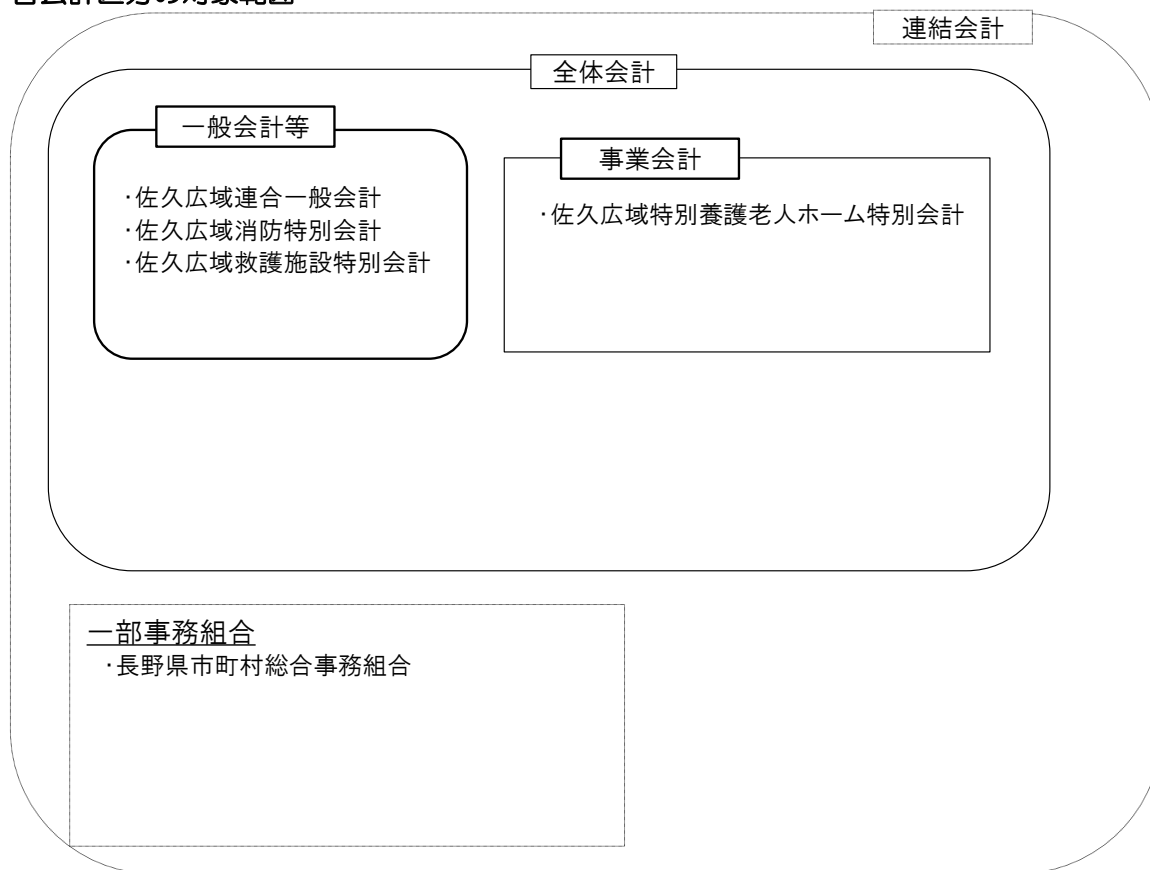 連結会計
全体会計
一般会計等
・佐久広域連合一般会計
・佐久広域消防特別会計
・佐久広域救護施設特別会計
事業会計
・佐久広域特別養護老人ホーム特別会計
一部事務組合
・長野県市町村総合事務組合